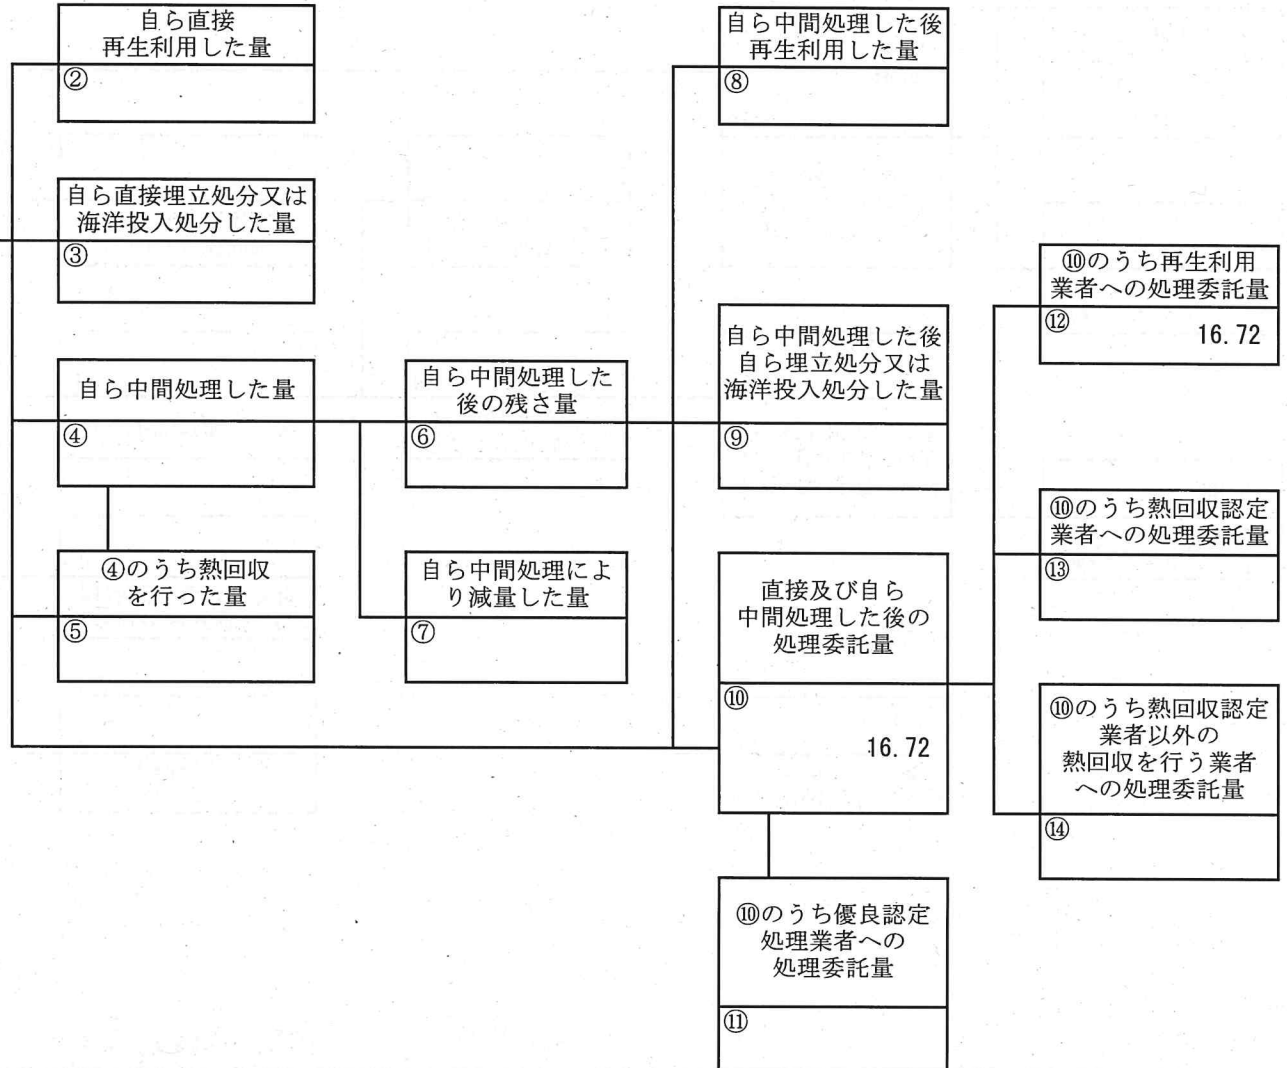 自ら直接
再生利用した量
②
自ら直接埋立処分又は
海洋投入処分した量
③
自ら中間処理した量
④
④のうち熱回収
を行った量
⑤
自ら中間処理した
後の残さ量
⑥
自ら中間処理によ
り減量した量
⑦
自ら中間処理した後
再生利用した量
⑧
自ら中間処理した後
自ら埋立処分又は
海洋投入処分した量
⑨
直接及び自ら
中間処理した後の
処理委託量
⑩
16.72
⑩のうち優良認定
処理業者への
処理委託量
⑪
⑩のうち再生利用
業者への処理委託量
⑫
16.72
⑩のうち熱回収認定
業者への処理委託量
⑬
⑩のうち熱回収認定
業者以外の
熱回収を行う業者
への処理委託量
⑭